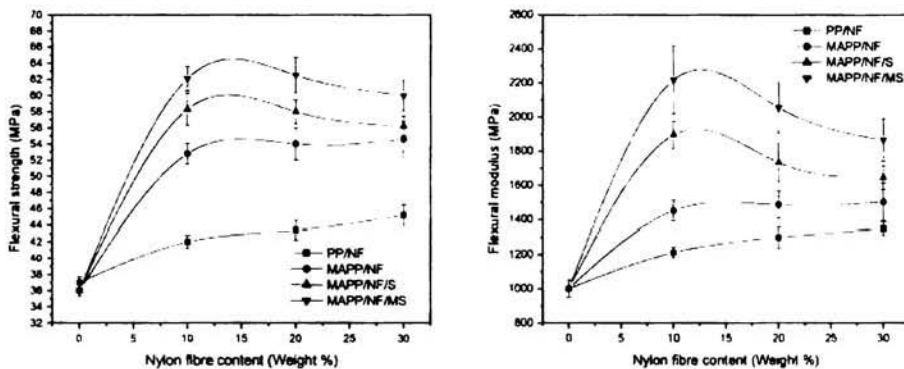 Flexural strength (MPa)
70
68
66
64
62
60
58
56
54
52
50
48
46
44
42
40
38
36
34
32
PP/NF
MAPP/NF
MAPP/NF/S
MAPP/NF/MS
0 5 10 15 20 25 30
Nylon fibre content (Weight %)
Flexural modulus (MPa)
2600
2400
2200
2000
1800
1600
1400
1200
1000
800
PP/NF
MAPP/NF
MAPP/NF/S
MAPP/NF/MS
0 5 10 15 20 25 30
Nylon fibre content (Weight %)